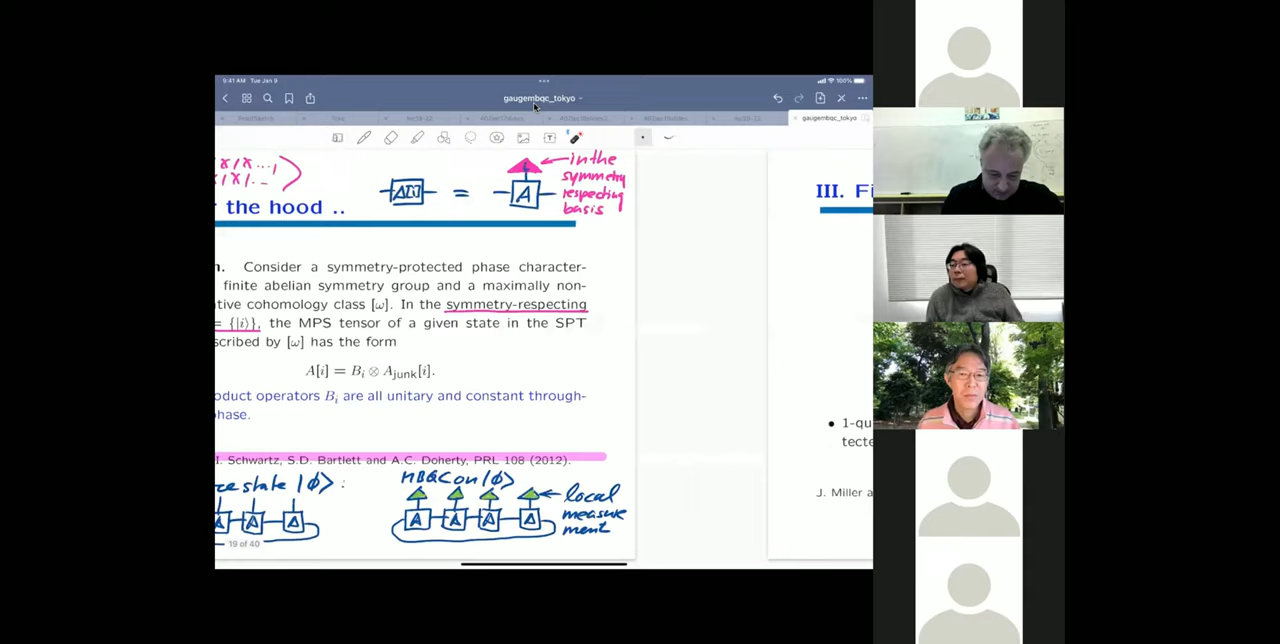 9:41 AM Tue Jan 9
100%
gaugembqc_tokyo
gaugembqc_tokyo
in the
symmetry
respecting
basis
A[i] = A
the hood ..
Consider a symmetry-protected phase character-
finite abelian symmetry group and a maximally non-
tive cohomology class [ω]. In the symmetry-respecting
= {|i⟩}, the MPS tensor of a given state in the SPT
scribed by [ω] has the form
A[i] = B_i ⊗ A_junk[i].
oduct operators B_i are all unitary and constant through-
hase.
I. Schwartz, S.D. Bartlett and A.C. Doherty, PRL 108 (2012).
ce state |Φ⟩ :
MBQC on |Φ⟩
local
measure
ment
A A A
A A A A
19 of 40
III. Fi
1-qu
tecte
J. Miller a